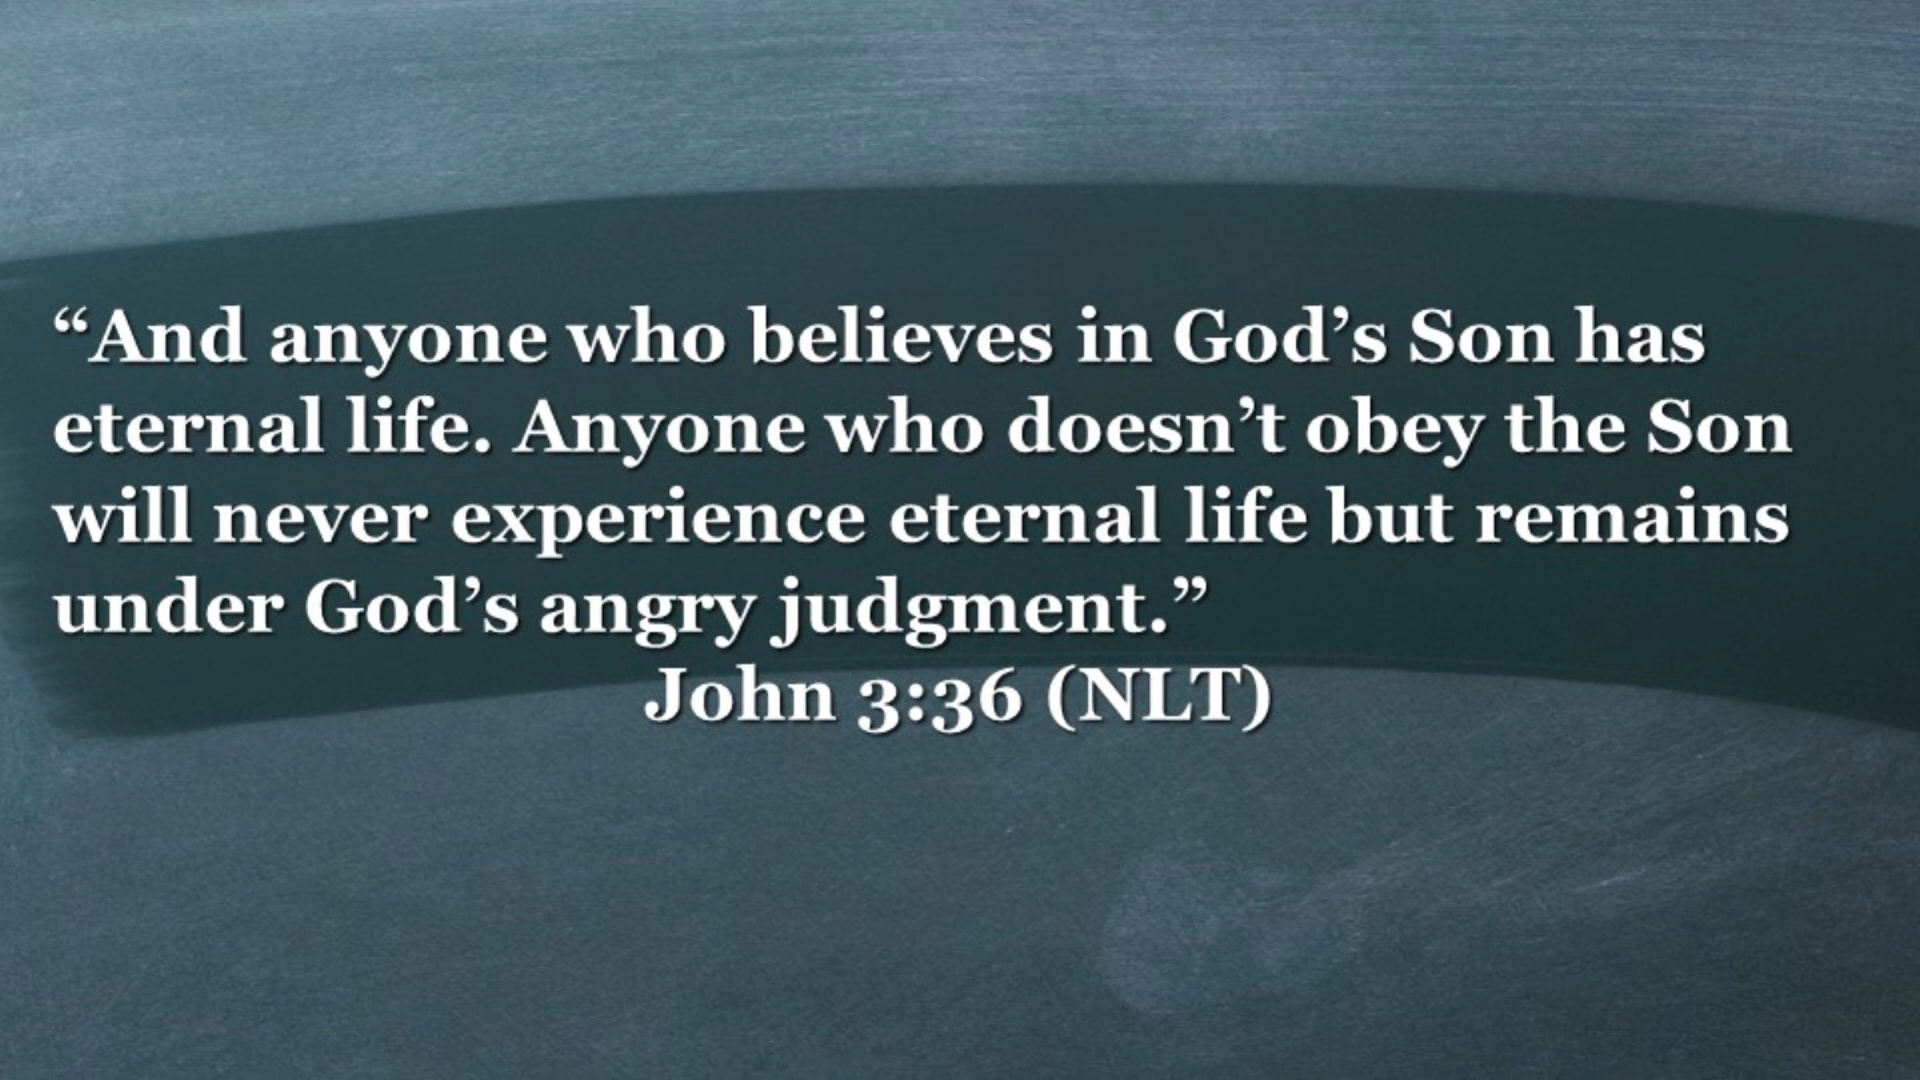 “And anyone who believes in God’s Son has
eternal life. Anyone who doesn’t obey the Son
will never experience eternal life but remains
under God’s angry judgment.”
John 3:36 (NLT)